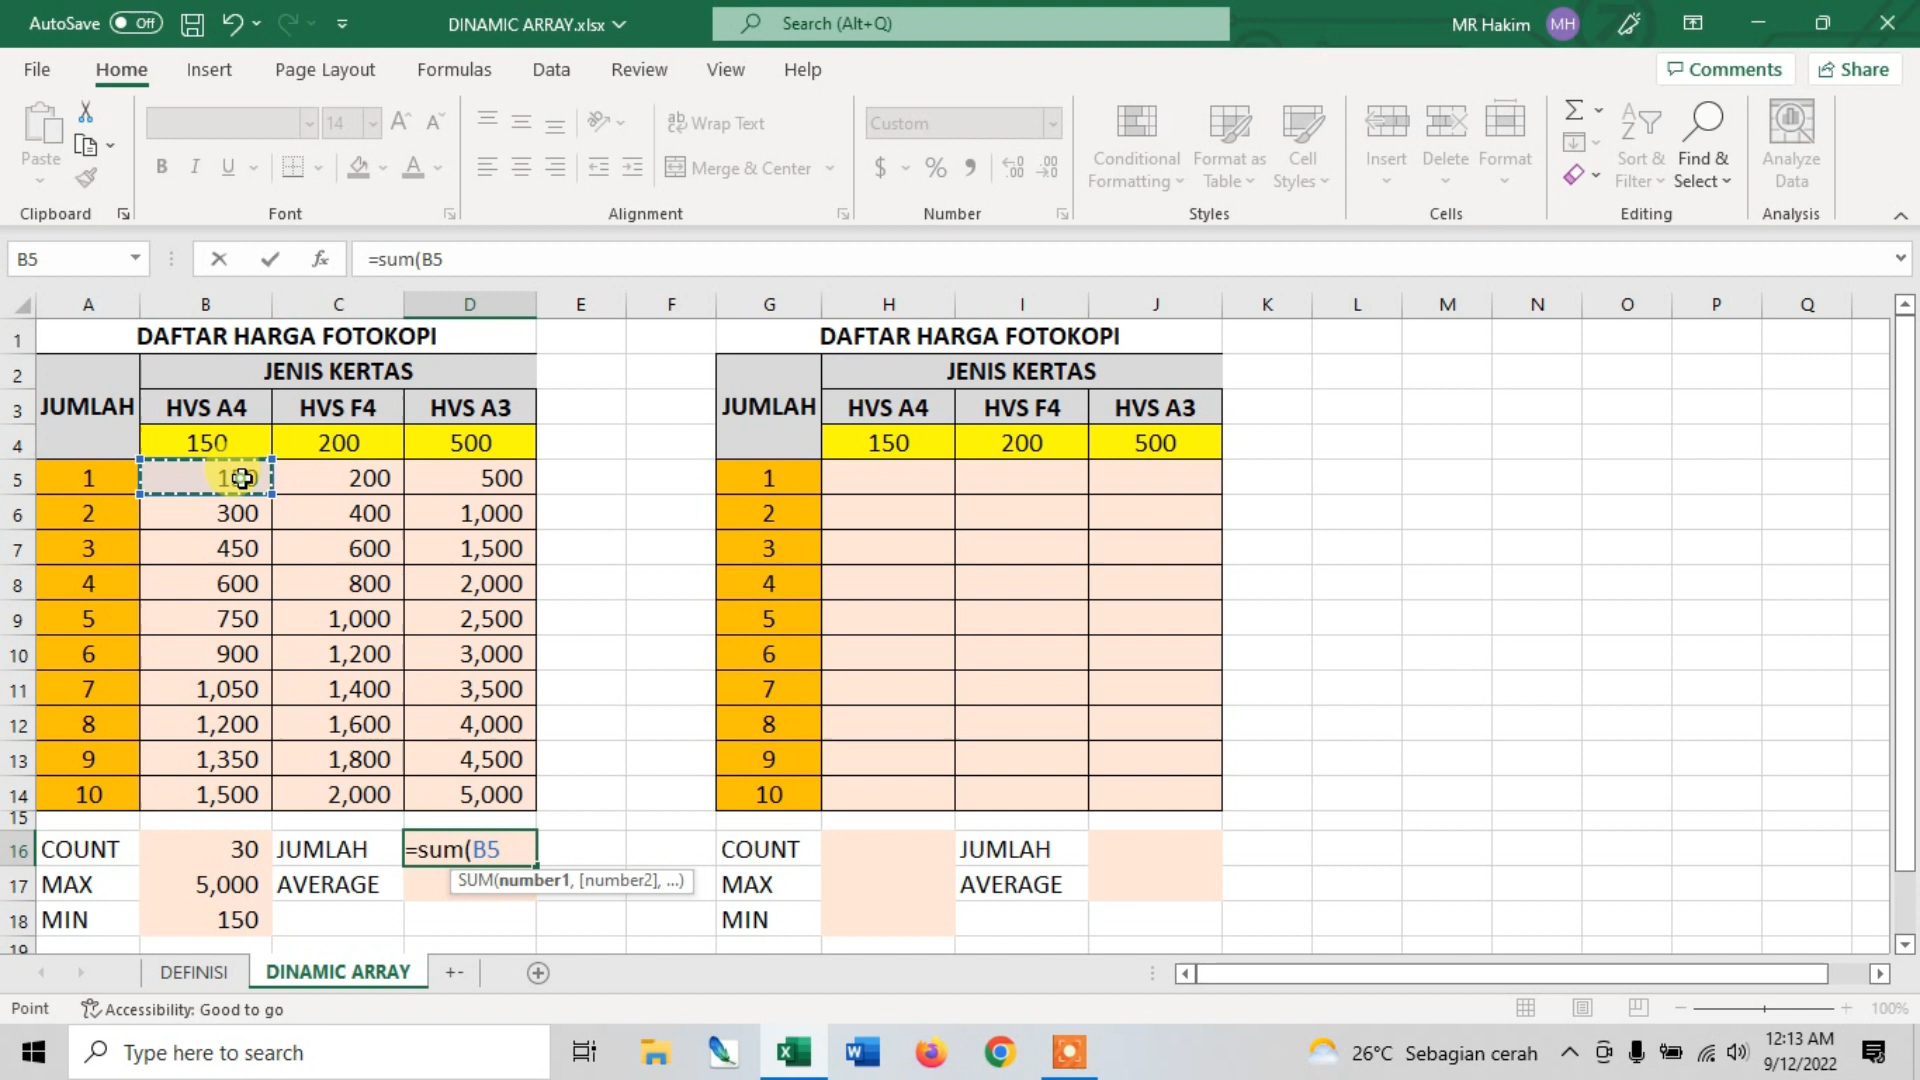 AutoSave Off DINAMIC ARRAY.xlsx Search (Alt+Q) MR Hakim MH
File Home Insert Page Layout Formulas Data Review View Help Comments Share
14 Wrap Text Custom
Paste B I U Merge & Center $ % Conditional Formatting Format as Table Cell Styles Insert Delete Format Sort & Filter Find & Select Analyze Data
Clipboard Font Alignment Number Styles Cells Editing Analysis
B5 fx =sum(B5
A B C D E F G H I J K L M N O P Q
1 DAFTAR HARGA FOTOKOPI DAFTAR HARGA FOTOKOPI
2 JENIS KERTAS JENIS KERTAS
3 JUMLAH HVS A4 HVS F4 HVS A3 JUMLAH HVS A4 HVS F4 HVS A3
4 150 200 500 150 200 500
5 1 200 500 1
6 2 300 400 1,000 2
7 3 450 600 1,500 3
8 4 600 800 2,000 4
9 5 750 1,000 2,500 5
10 6 900 1,200 3,000 6
11 7 1,050 1,400 3,500 7
12 8 1,200 1,600 4,000 8
13 9 1,350 1,800 4,500 9
14 10 1,500 2,000 5,000 10
15
16 COUNT 30 JUMLAH =sum(B5 COUNT JUMLAH
17 MAX 5,000 AVERAGE SUM(number1, [number2], ...) MAX AVERAGE
18 MIN 150 MIN
19
DEFINISI DINAMIC ARRAY +-
Point Accessibility: Good to go 100%
Type here to search 26°C Sebagian cerah 12:13 AM
9/12/2022